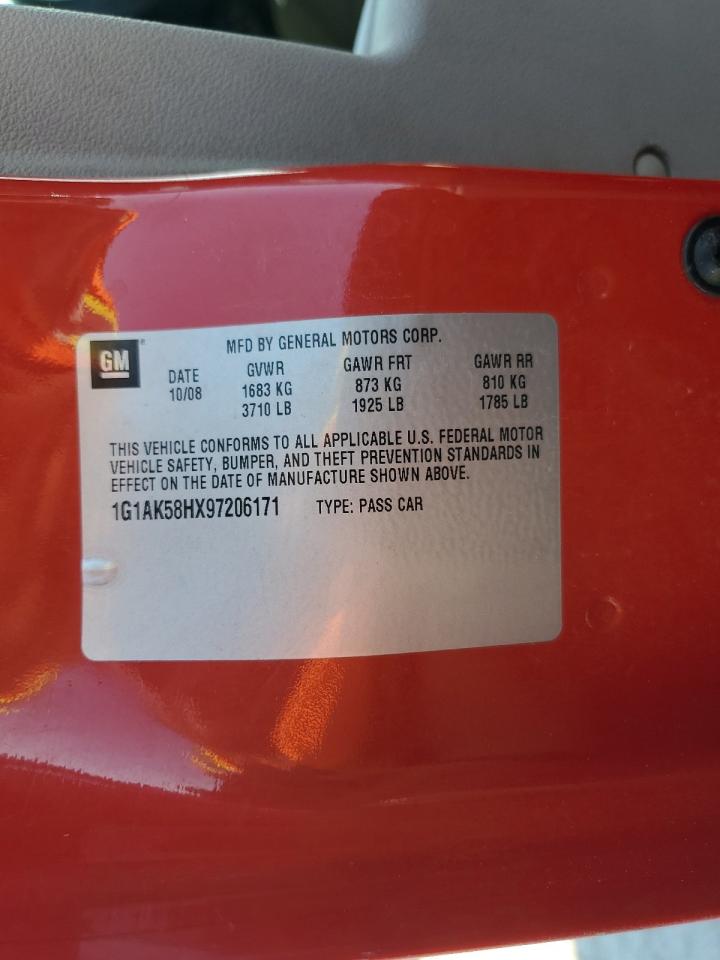 GM®
MFD BY GENERAL MOTORS CORP.
DATE GVWR GAWR FRT GAWR RR
10/08 1683 KG 873 KG 810 KG
3710 LB 1925 LB 1785 LB
THIS VEHICLE CONFORMS TO ALL APPLICABLE U.S. FEDERAL MOTOR
VEHICLE SAFETY, BUMPER, AND THEFT PREVENTION STANDARDS IN
EFFECT ON THE DATE OF MANUFACTURE SHOWN ABOVE.
1G1AK58HX97206171 TYPE: PASS CAR